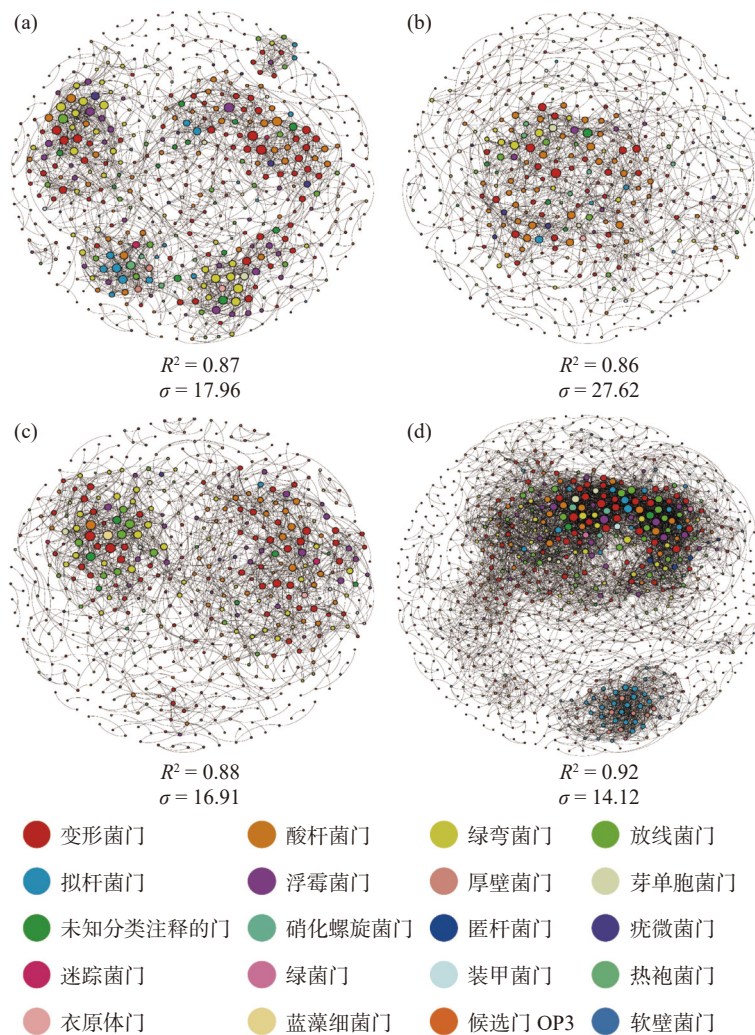 (a)
(b)
R² = 0.87
σ = 17.96
R² = 0.86
σ = 27.62
(c)
(d)
R² = 0.88
σ = 16.91
R² = 0.92
σ = 14.12
变形菌门 酸杆菌门 绿弯菌门 放线菌门
拟杆菌门 浮霉菌门 厚壁菌门 芽单胞菌门
未知分类注释的门 硝化螺旋菌门 匿杆菌门 疣微菌门
迷踪菌门 绿菌门 装甲菌门 热袍菌门
衣原体门 蓝藻细菌门 候选门 OP3 软壁菌门